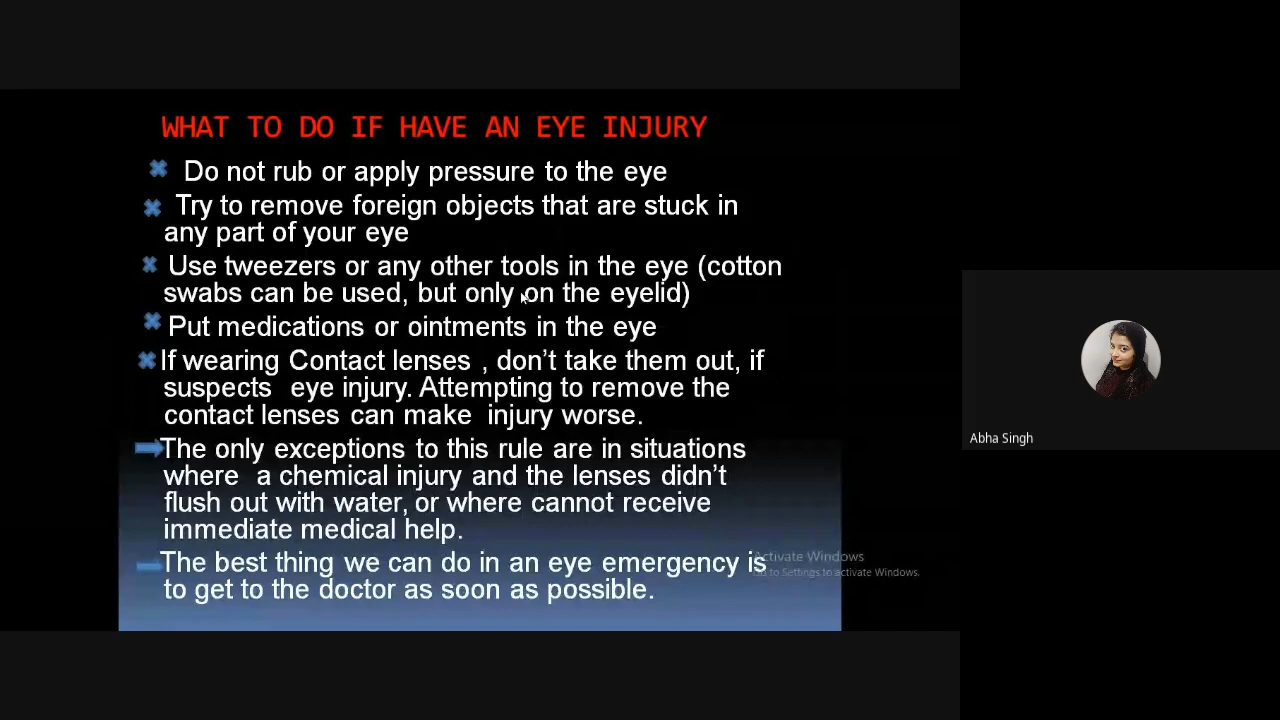 WHAT TO DO IF HAVE AN EYE INJURY
Do not rub or apply pressure to the eye
Try to remove foreign objects that are stuck in
any part of your eye
Use tweezers or any other tools in the eye (cotton
swabs can be used, but only on the eyelid)
Put medications or ointments in the eye
If wearing Contact lenses , don't take them out, if
suspects eye injury. Attempting to remove the
contact lenses can make injury worse.
The only exceptions to this rule are in situations
where a chemical injury and the lenses didn't
flush out with water, or where cannot receive
immediate medical help.
The best thing we can do in an eye emergency is
to get to the doctor as soon as possible.
Activate Windows
Go to Settings to activate Windows.
Abha Singh